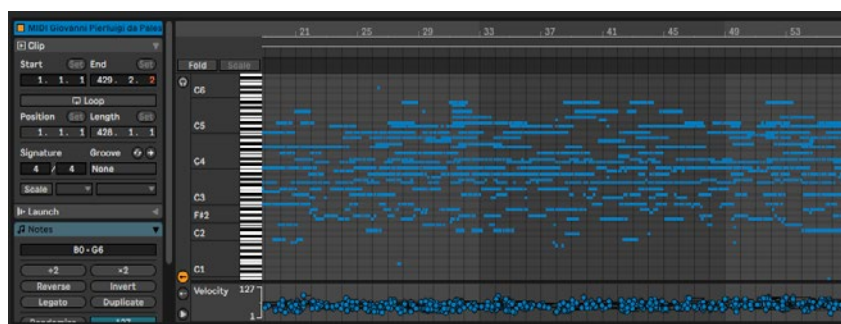 MIDI Giovanni Pierluigi da Pales
Clip
Start Set End Set
1. 1. 1 429. 2. 2
Loop
Position Set Length Set
1. 1. 1 428. 1. 1
Signature Groove
4 / 4 None
Scale
Launch
Notes
B0 - G6
÷2 ×2
Reverse Invert
Legato Duplicate
21 25 29 33 37 41 45 49 53
Fold Scale
C6
C5
C4
C3
F#2
C2
C1
Velocity 127
1